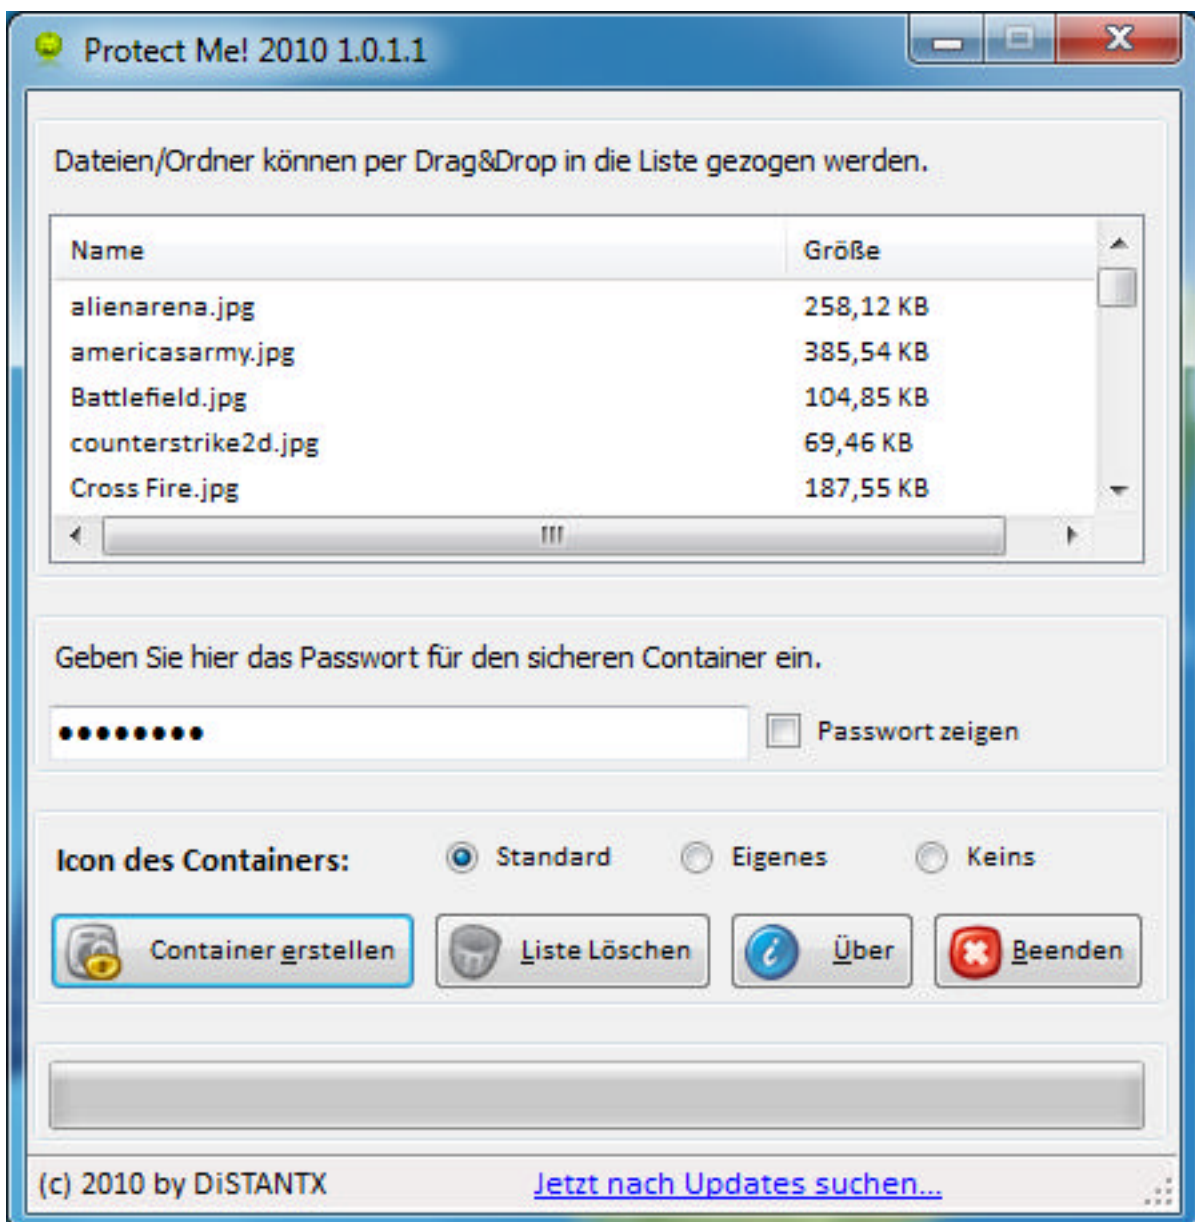 Protect Me! 2010 1.0.1.1
Dateien/Ordner können per Drag&Drop in die Liste gezogen werden.
Name Größe
alienarena.jpg 258,12 KB
americasarmy.jpg 385,54 KB
Battlefield.jpg 104,85 KB
counterstrike2d.jpg 69,46 KB
Cross Fire.jpg 187,55 KB
Geben Sie hier das Passwort für den sicheren Container ein.
●●●●●●●●
Passwort zeigen
Icon des Containers: Standard Eigenes Keins
Container erstellen Liste Löschen Über Beenden
(c) 2010 by DiSTANTX Jetzt nach Updates suchen...